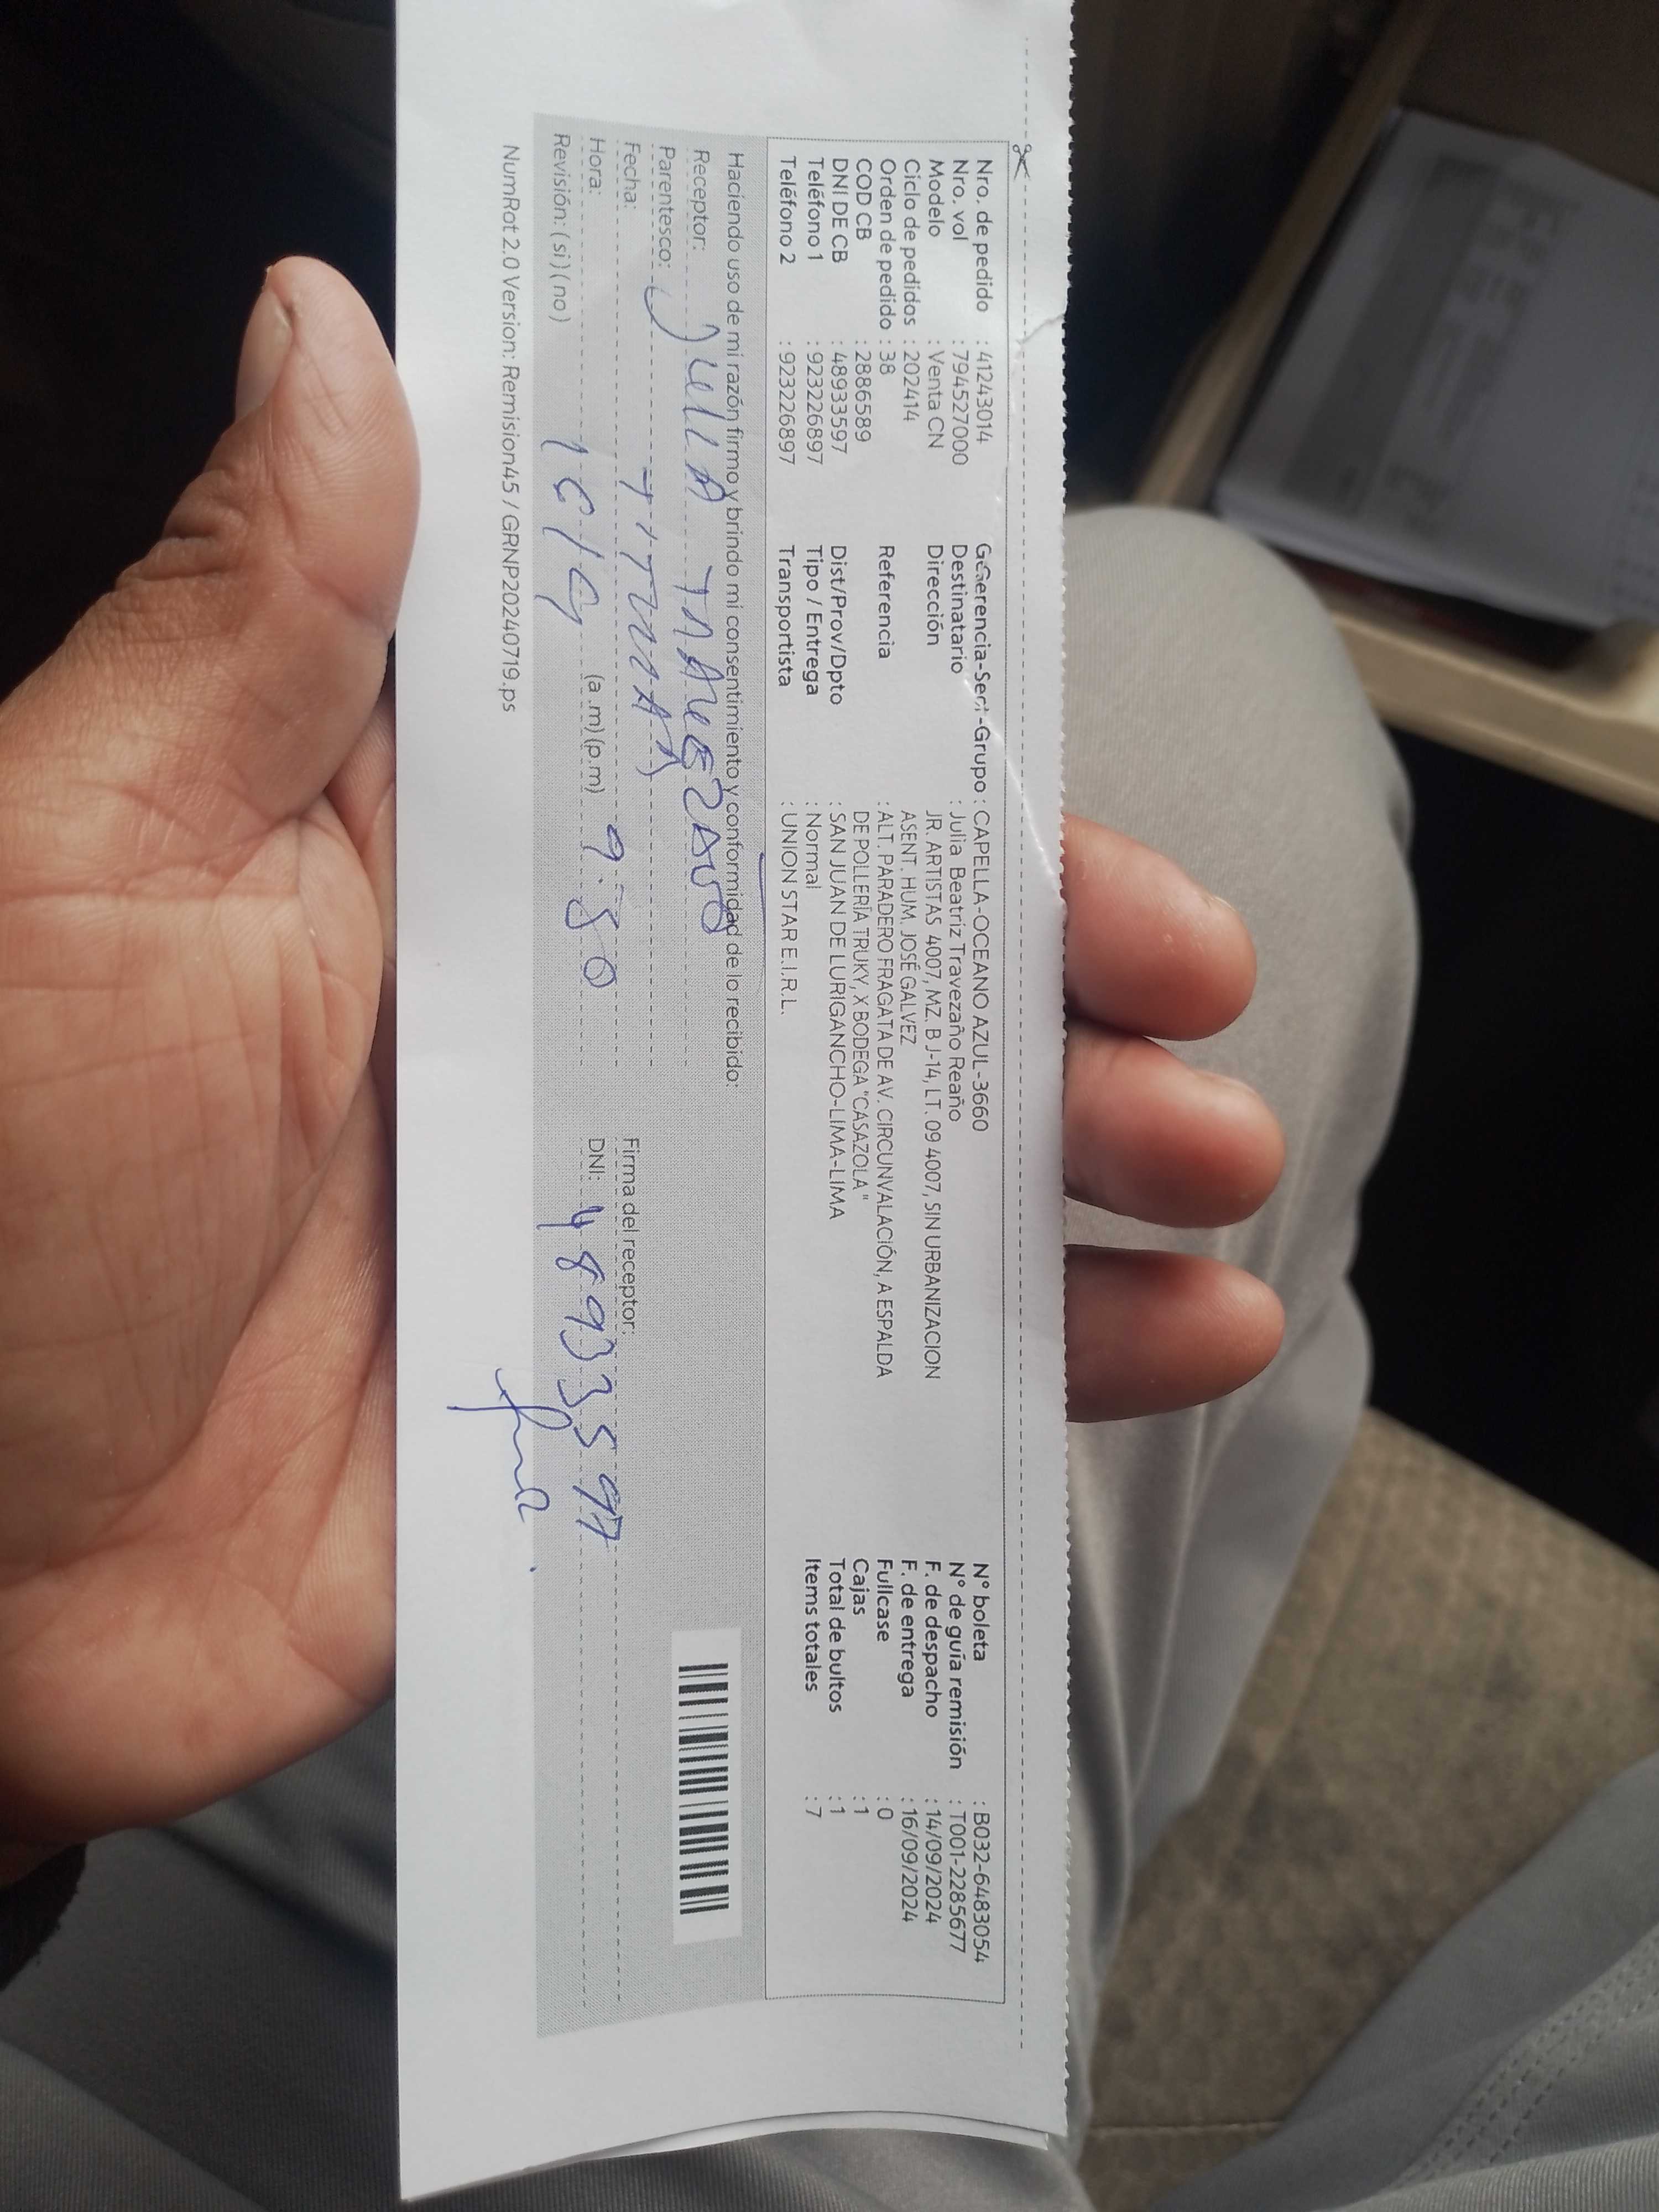 Nro. de pedido : 41243014
Nro. vol : 794527000
Modelo : Venta CN
Ciclo de pedidos : 202414
Orden de pedido : 38
COD CB : 2886589
DNI DE CB : 48933597
Teléfono 1 : 923226897
Teléfono 2 : 923226897
GGerencia-Sect-Grupo : CAPELLA-OCEANO AZUL-3660
Destinatario : Julia Beatriz Travezaño Reaño
Dirección JR. ARTISTAS 4007, MZ. B J-14, LT. 09 4007, SIN URBANIZACION
ASENT. HUM. JOSÉ GALVEZ
Referencia : ALT. PARADERO FRAGATA DE AV. CIRCUNVALACIÓN, A ESPALDA
DE POLLERÍA TRUKY, X BODEGA "CASAZOLA"
Dist/Prov/Dpto : SAN JUAN DE LURIGANCHO-LIMA-LIMA
Tipo / Entrega : Normal
Transportista : UNION STAR E.I.R.L.
N° boleta : B032-6483054
N° de guía remisión : T001-2285677
F. de despacho : 14/09/2024
F. de entrega : 16/09/2024
Fullcase : 0
Cajas : 1
Total de bultos : 1
Items totales : 7
Haciendo uso de mi razón firmo y brindo mi consentimiento y conformidad de lo recibido:
Receptor: Julia
Parentesco: TITULAR
Fecha: 16/9
Hora: (a.m) (p.m) 9:50
Revisión: ( si ) ( no )
Firma del receptor:
DNI: 48933597
NumRot 2.0 Version: Remision45 / GRNP20240719.ps